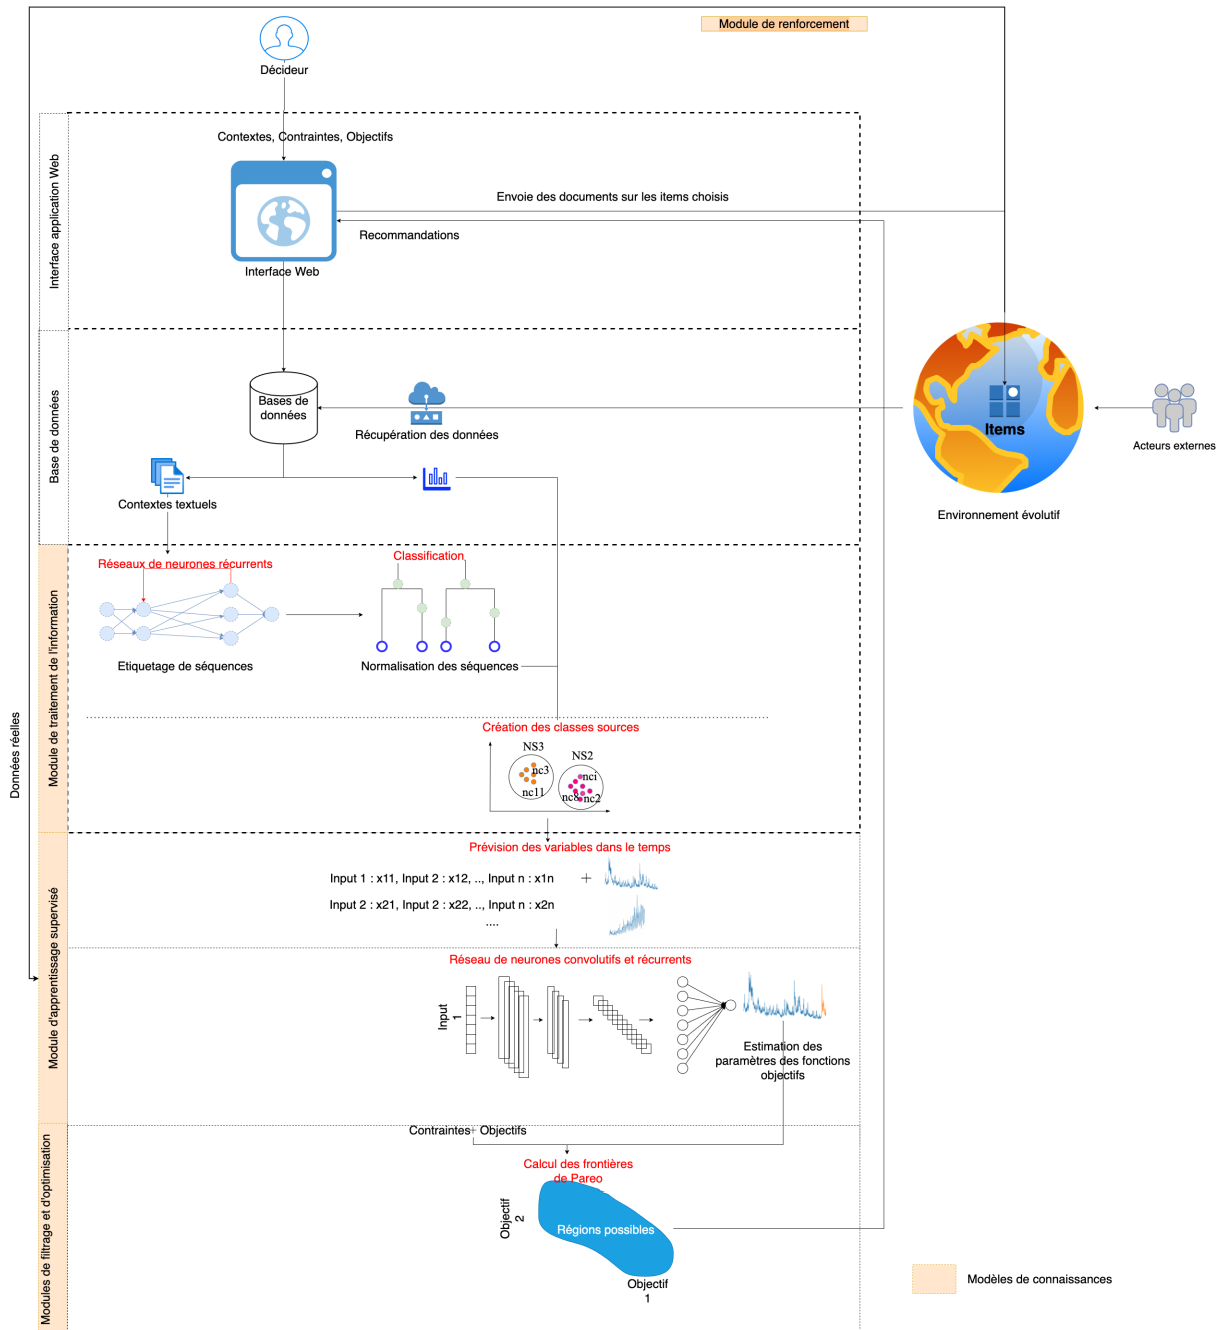 Module de renforcement
Décideur
Contextes, Contraintes, Objectifs
Envoie des documents sur les items choisis
Recommandations
Interface Web
Interface application Web
Bases de
données
Récupération des données
Base de données
Contextes textuels
Items
Acteurs externes
Environnement évolutif
Réseaux de neurones récurrents
Classification
Etiquetage de séquences
Normalisation des séquences
Module de traitement de l'information
Données réelles
Création des classes sources
NS3
NS2
nc3
nci
nc11
nc8
nc2
Prévision des variables dans le temps
Input 1 : x11, Input 2 : x12, .., Input n : x1n
+
Input 2 : x21, Input 2 : x22, .., Input n : x2n
....
Module d'apprentissage supervisé
Réseau de neurones convolutifs et récurrents
Input
1
Estimation des
paramètres des fonctions
objectifs
Contraintes+ Objectifs
Calcul des frontières
de Pareo
Modules de filtrage et d'optimisation
Objectif
2
Régions possibles
Objectif
1
Modèles de connaissances